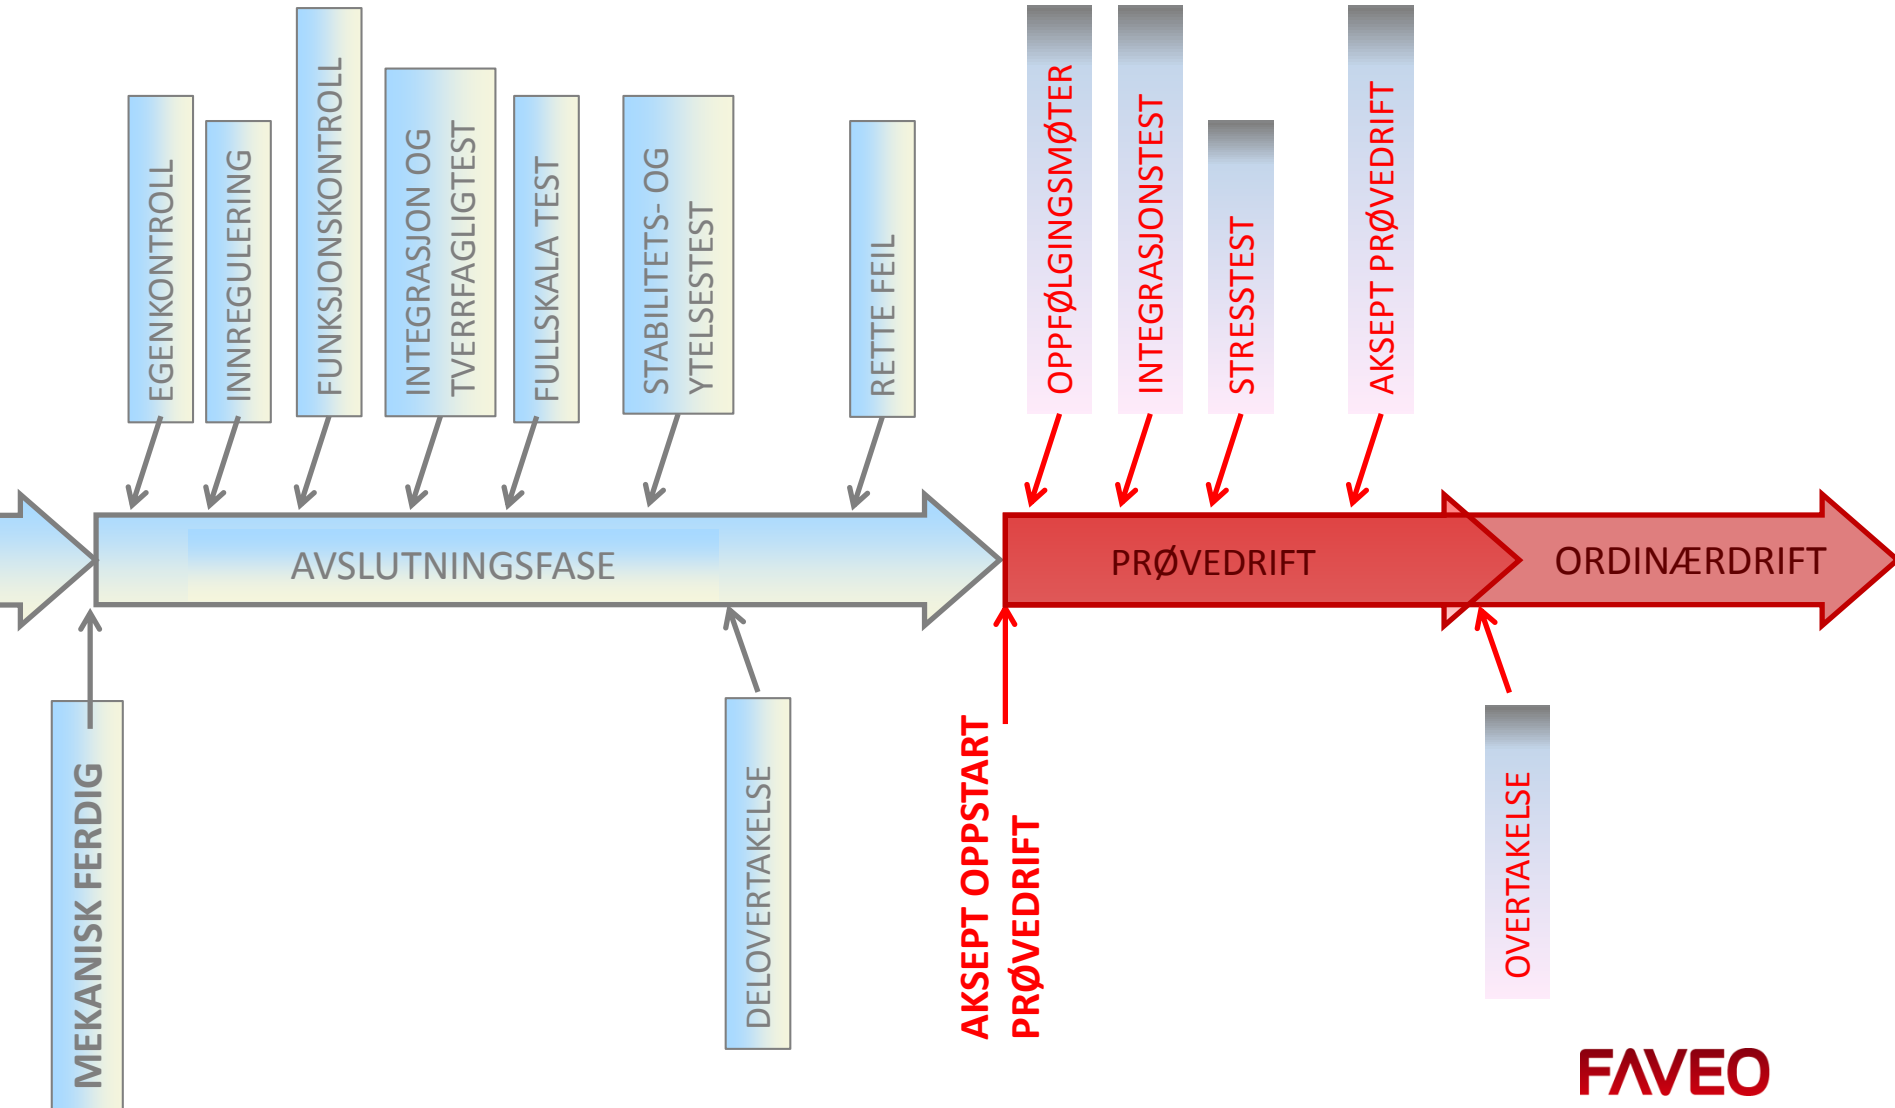 EGENKONTROLL
INNREGULERING
FUNKSJONSKONTROLL
INTEGRASJON OG
TVERRFAGLIGTEST
FULLSKALA TEST
STABILITETS- OG
YTELSESTEST
RETTE FEIL
OPPFØLGINGSMØTER
INTEGRASJONSTEST
STRESSTEST
AKSEPT PRØVEDRIFT
AVSLUTNINGSFASE
PRØVEDRIFT
ORDINÆRDRIFT
MEKANISK FERDIG
DELOVERTAKELSE
AKSEPT OPPSTART
PRØVEDRIFT
OVERTAKELSE
FAVEO